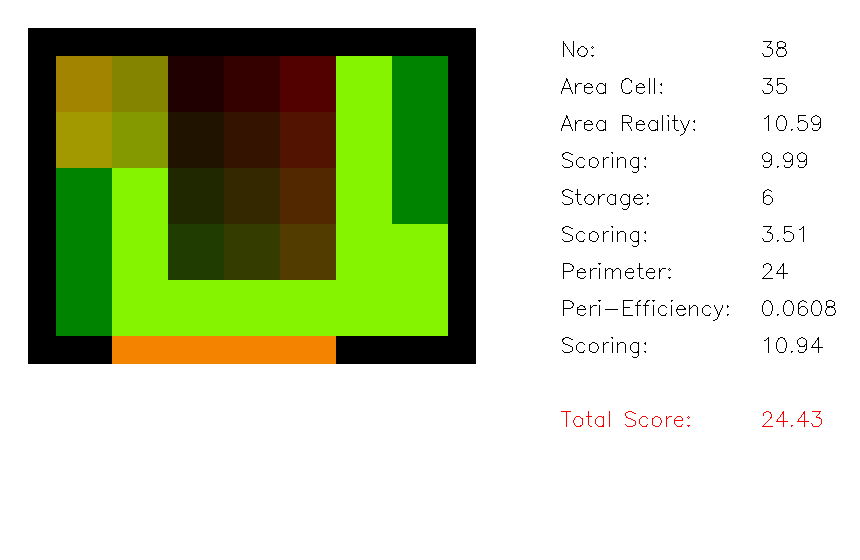 No: 38
Area Cell: 35
Area Reality: 10.59
Scoring: 9.99
Storage: 6
Scoring: 3.51
Perimeter: 24
Peri-Efficiency: 0.0608
Scoring: 10.94
Total Score: 24.43